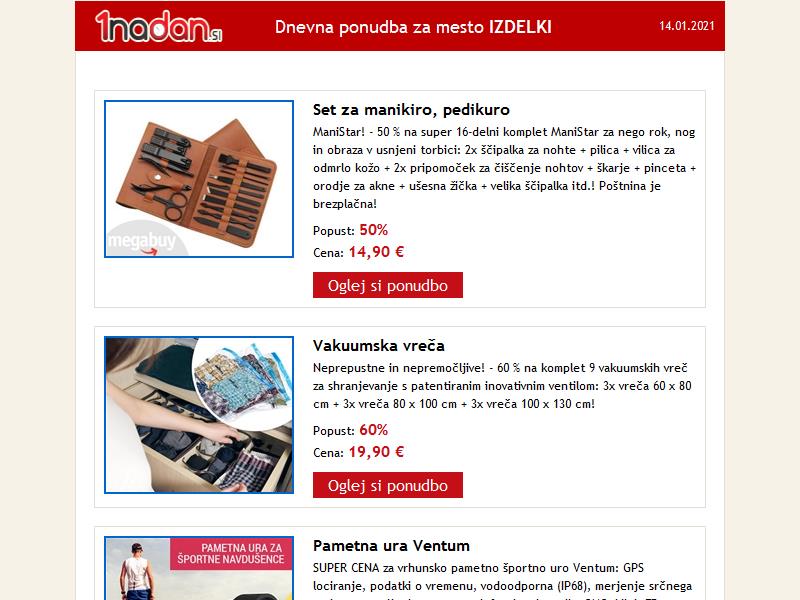 1nadan.si
Dnevna ponudba za mesto IZDELKI
14.01.2021
Set za manikiro, pedikuro
ManiStar! - 50 % na super 16-delni komplet ManiStar za nego rok, nog
in obraza v usnjeni torbici: 2x ščipalka za nohte + pilica + vilica za
odmrlo kožo + 2x pripomoček za čiščenje nohtov + škarje + pinceta +
orodje za akne + ušesna žička + velika ščipalka itd.! Poštnina je
brezplačna!
Popust: 50%
Cena: 14,90 €
Oglej si ponudbo
megabuy
Vakuumska vreča
Neprepustne in nepremočljive! - 60 % na komplet 9 vakuumskih vreč
za shranjevanje s patentiranim inovativnim ventilom: 3x vreča 60 x 80
cm + 3x vreča 80 x 100 cm + 3x vreča 100 x 130 cm!
Popust: 60%
Cena: 19,90 €
Oglej si ponudbo
PAMETNA URA ZA
ŠPORTNE NAVDUŠENCE
Pametna ura Ventum
SUPER CENA za vrhunsko pametno športno uro Ventum: GPS
lociranje, podatki o vremenu, vodoodporna (IP68), merjenje srčnega